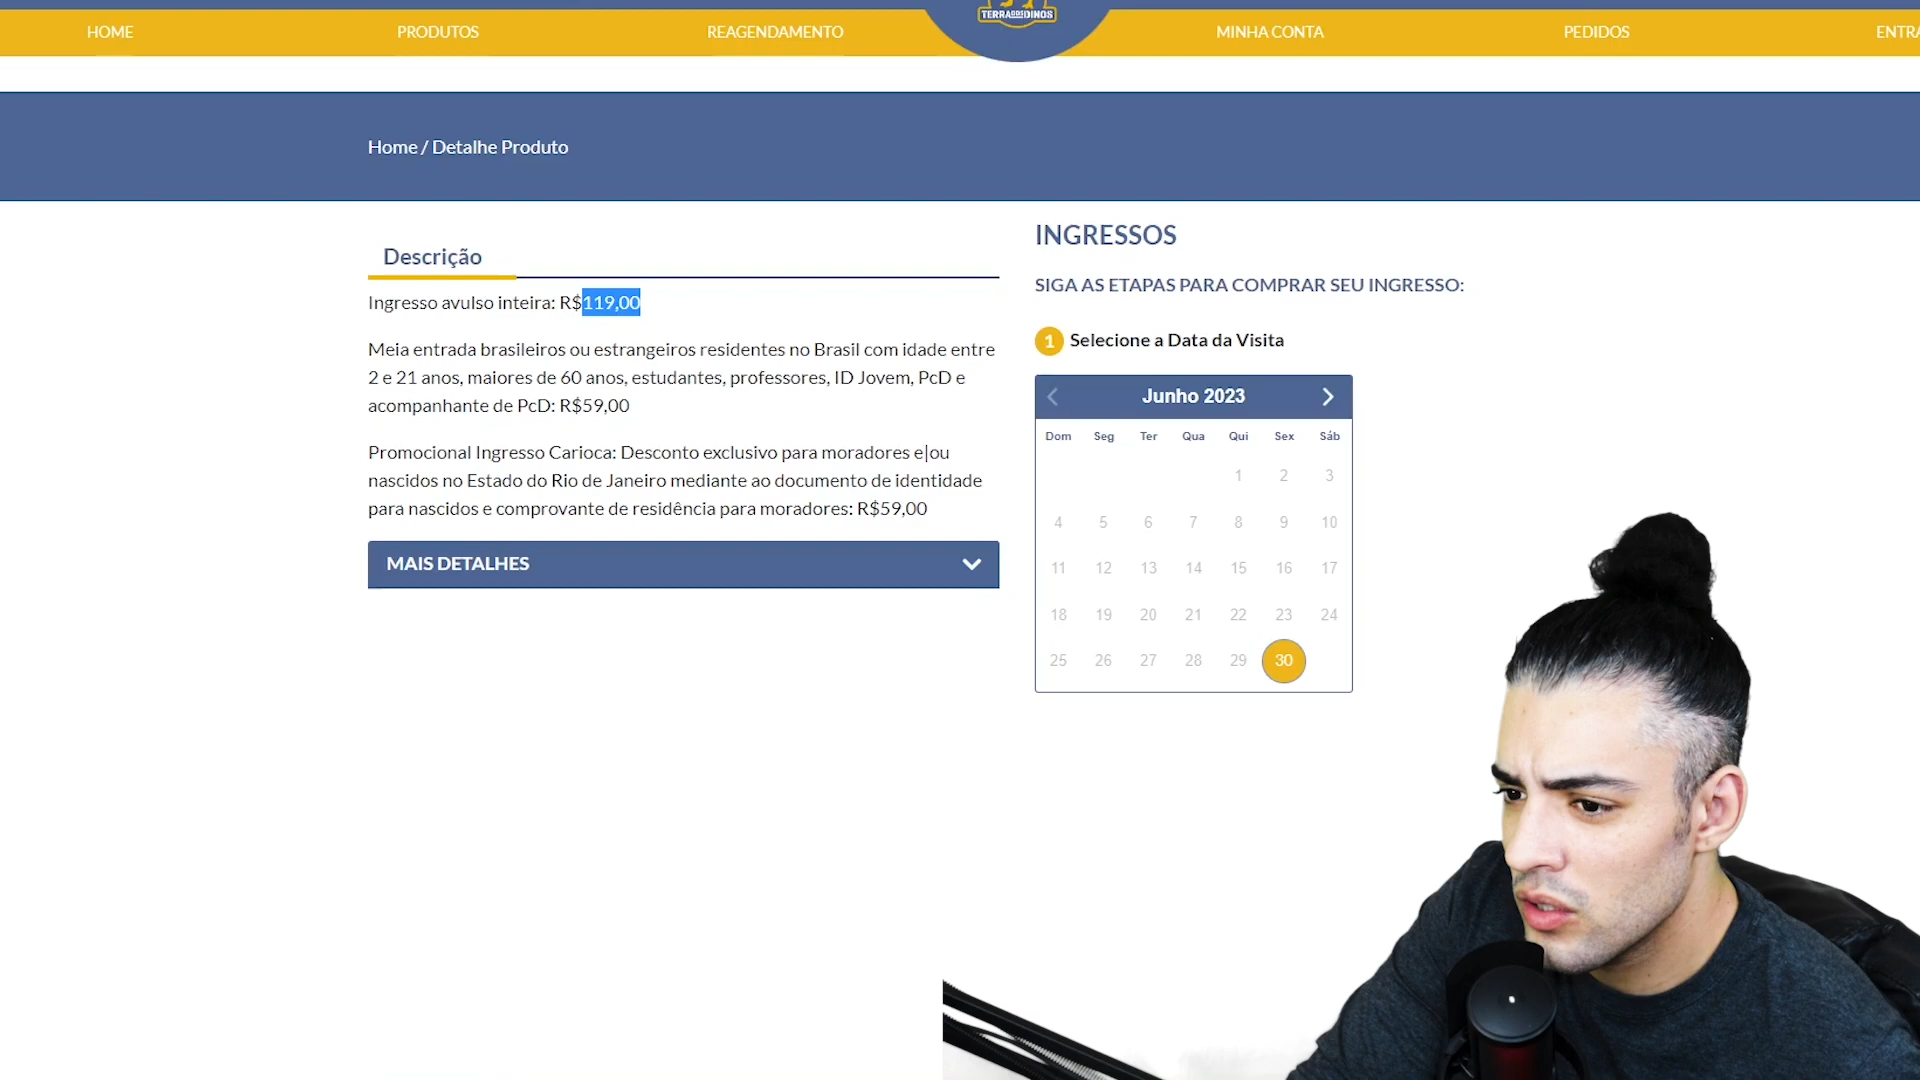 TERRA DOS DINOS
HOME
PRODUTOS
REAGENDAMENTO
MINHA CONTA
PEDIDOS
ENTRA
Home / Detalhe Produto
Descrição
Ingresso avulso inteira: R$119,00
Meia entrada brasileiros ou estrangeiros residentes no Brasil com idade entre
2 e 21 anos, maiores de 60 anos, estudantes, professores, ID Jovem, PcD e
acompanhante de PcD: R$59,00
Promocional Ingresso Carioca: Desconto exclusivo para moradores e|ou
nascidos no Estado do Rio de Janeiro mediante ao documento de identidade
para nascidos e comprovante de residência para moradores: R$59,00
MAIS DETALHES
INGRESSOS
SIGA AS ETAPAS PARA COMPRAR SEU INGRESSO:
1 Selecione a Data da Visita
Junho 2023
Dom Seg Ter Qua Qui Sex Sáb
1 2 3
4 5 6 7 8 9 10
11 12 13 14 15 16 17
18 19 20 21 22 23 24
25 26 27 28 29 30